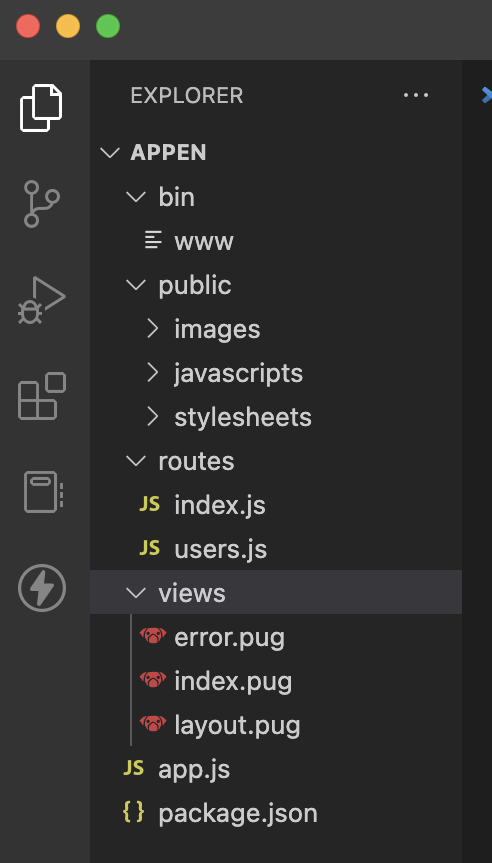 EXPLORER
APPEN
bin
www
public
images
javascripts
stylesheets
routes
JS index.js
JS users.js
views
error.pug
index.pug
layout.pug
JS app.js
{} package.json